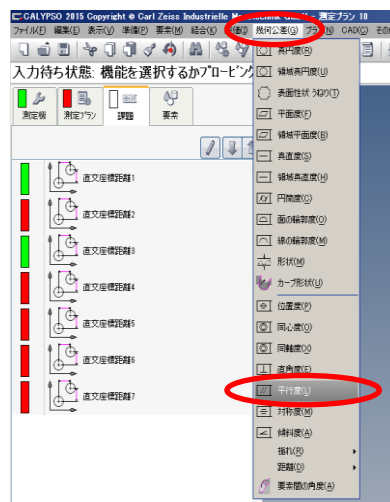 CALYPSO 2015 Copyright © Carl Zeiss Industrielle M 測定プラン 10
ファイル(F) 編集(E) 表示(V) 準備(P) 要素(M) 結合(K) 幾何公差(G) CAD(C)
入力待ち状態: 機能を選択するかプロービング
測定機 測定プラン 課題 要素
直交座標距離1
直交座標距離2
直交座標距離3
直交座標距離4
直交座標距離5
直交座標距離6
直交座標距離7
真円度(R)
領域真円度(U)
表面性状 うねり(T)
平面度(F)
領域平面度(B)
真直度(S)
領域真直度(H)
円筒度(C)
面の輪郭度(O)
線の輪郭度(M)
形状(M)
カーブ形状(U)
位置度(P)
同心度(O)
同軸度(X)
直角度(E)
平行度(L)
対称度(M)
傾斜度(A)
振れ(R)
距離(D)
要素間の角度(A)